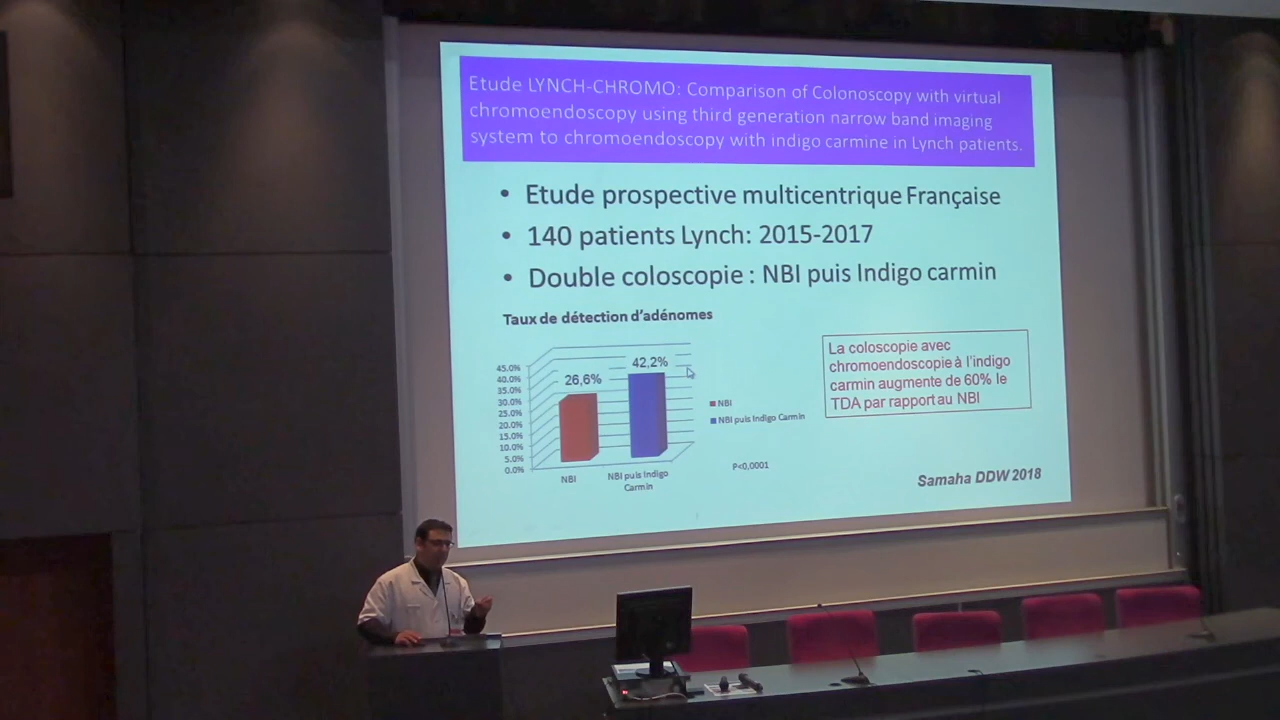 Etude LYNCH-CHROMO: Comparison of Colonoscopy with virtual
chromoendoscopy using third generation narrow band imaging
system to chromoendoscopy with indigo carmine in Lynch patients.
• Etude prospective multicentrique Française
• 140 patients Lynch: 2015-2017
• Double coloscopie : NBI puis Indigo carmin
Taux de détection d'adénomes
45.0%
40.0%
35.0%
30.0%
25.0%
20.0%
15.0%
10.0%
5.0%
0.0%
26,6%
42,2%
NBI
NBI puis Indigo
Carmin
NBI
NBI puis Indigo Carmin
P<0,0001
La coloscopie avec
chromoendoscopie à l'indigo
carmin augmente de 60% le
TDA par rapport au NBI
Samaha DDW 2018